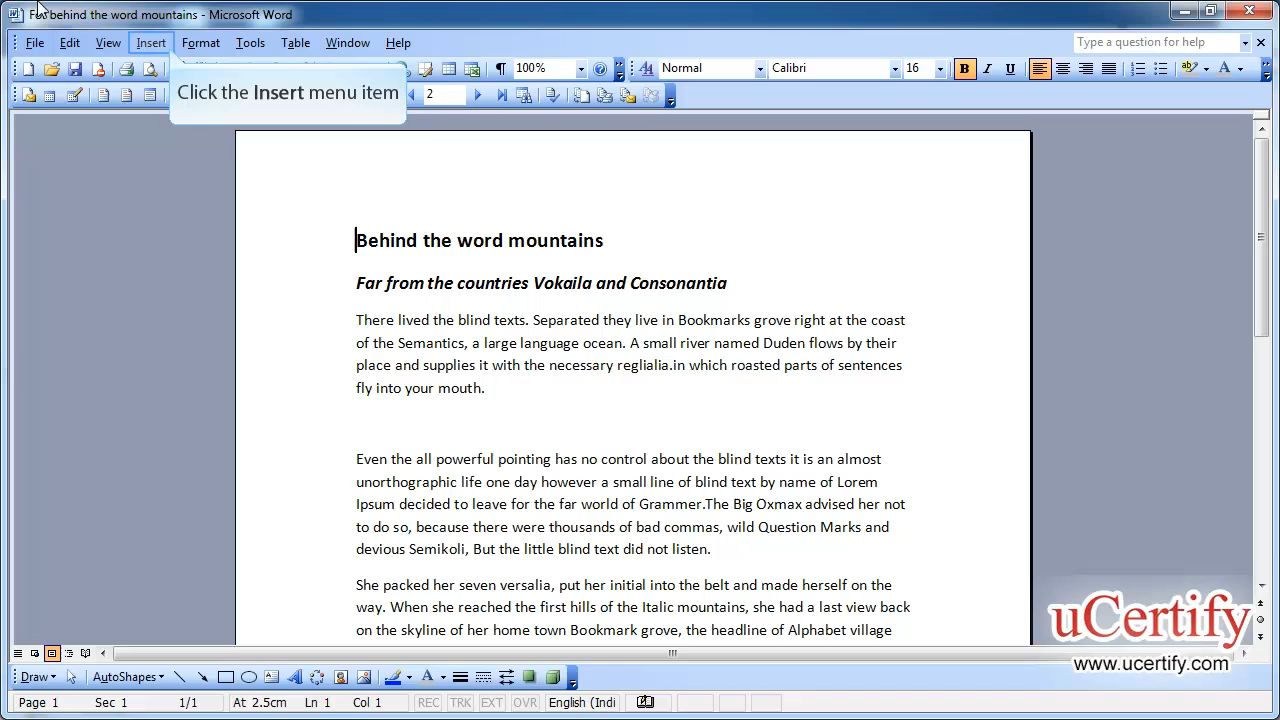 Far behind the word mountains - Microsoft Word
File Edit View Insert Format Tools Table Window Help
Type a question for help
100% Normal Calibri 16 B I U A
Click the Insert menu item
2
Behind the word mountains
Far from the countries Vokaila and Consonantia
There lived the blind texts. Separated they live in Bookmarks grove right at the coast
of the Semantics, a large language ocean. A small river named Duden flows by their
place and supplies it with the necessary reglialia.in which roasted parts of sentences
fly into your mouth.
Even the all powerful pointing has no control about the blind texts it is an almost
unorthographic life one day however a small line of blind text by name of Lorem
Ipsum decided to leave for the far world of Grammer.The Big Oxmax advised her not
to do so, because there were thousands of bad commas, wild Question Marks and
devious Semikoli, But the little blind text did not listen.
She packed her seven versalia, put her initial into the belt and made herself on the
way. When she reached the first hills of the Italic mountains, she had a last view back
on the skyline of her home town Bookmark grove, the headline of Alphabet village
uCertify
www.ucertify.com
Draw AutoShapes A
Page 1 Sec 1 1/1 At 2.5cm Ln 1 Col 1 REC TRK EXT OVR English (Indi